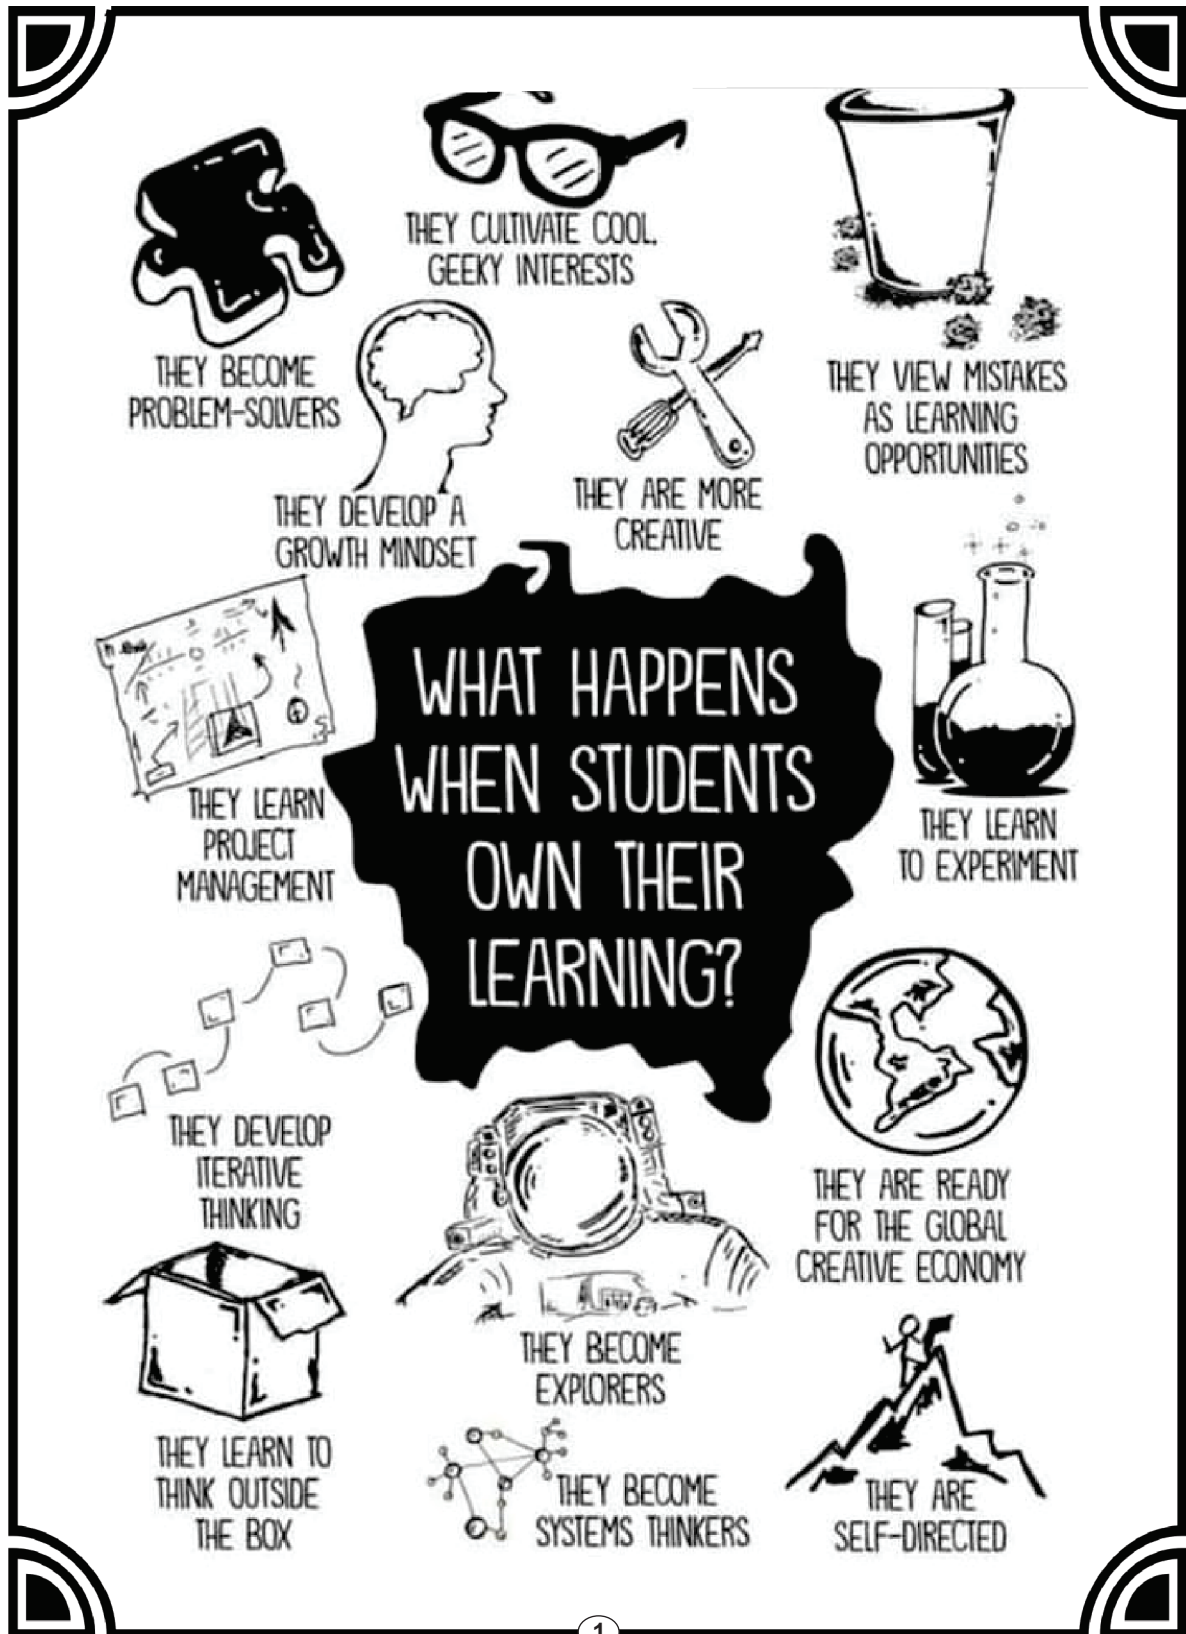 THEY CULTIVATE COOL,
GEEKY INTERESTS
THEY BECOME
PROBLEM-SOLVERS
THEY VIEW MISTAKES
AS LEARNING
OPPORTUNITIES
THEY DEVELOP A
GROWTH MINDSET
THEY ARE MORE
CREATIVE
WHAT HAPPENS
WHEN STUDENTS
OWN THEIR
LEARNING?
THEY LEARN
PROJECT
MANAGEMENT
THEY LEARN
TO EXPERIMENT
THEY DEVELOP
ITERATIVE
THINKING
THEY ARE READY
FOR THE GLOBAL
CREATIVE ECONOMY
THEY BECOME
EXPLORERS
THEY LEARN TO
THINK OUTSIDE
THE BOX
THEY BECOME
SYSTEMS THINKERS
THEY ARE
SELF-DIRECTED
1